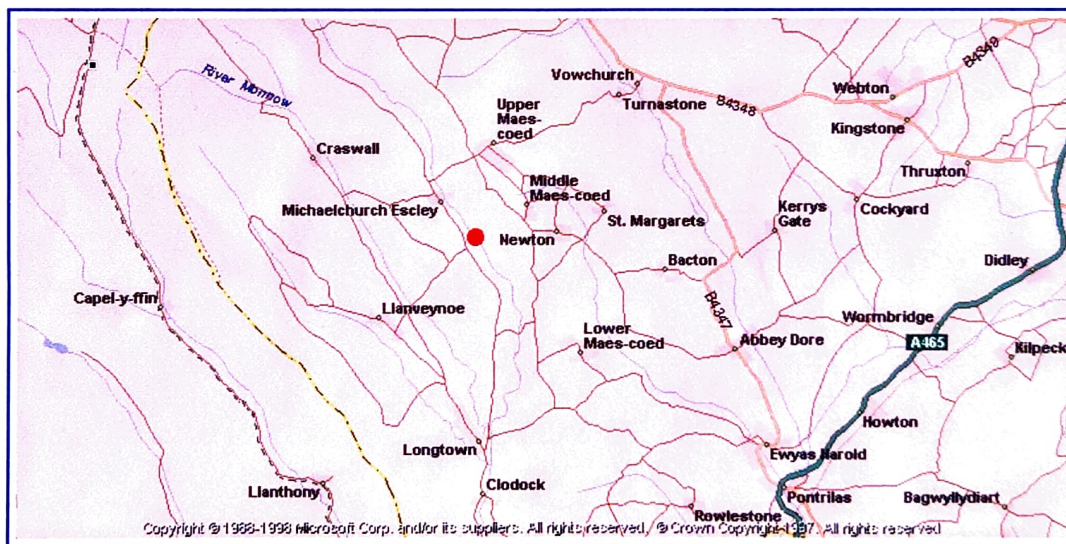 B4349
Vowchurch
Webton
River Monnow
Upper
Maes-
coed
Turnastone
B4348
Kingstone
Craswall
Thruxton
Middle
Maes-coed
Michaelchurch Escley
St. Margarets
Kerrys
Gate
Cockyard
Newton
Bacton
Didley
Capel-y-ffin
B4347
Llanveynoe
Wormbridge
Lower
Maes-coed
Abbey Dore
A465
Kilpeck
Howton
Longtown
Ewyas Harold
Llanthony
Clodock
Pontrilas
Bagwyllydiart
Rowlestone
Copyright © 1988-1998 Microsoft Corp. and/or its suppliers. All rights reserved. © Crown Copyright 1997. All rights reserved